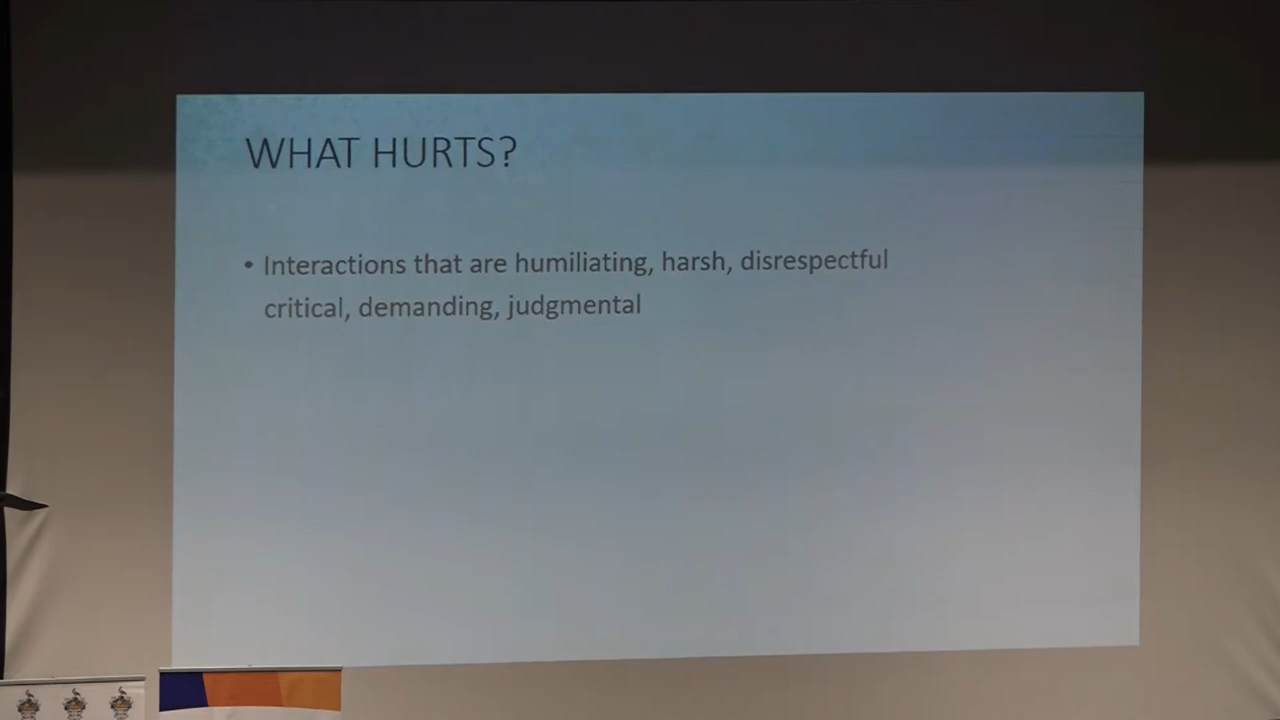 WHAT HURTS?
• Interactions that are humiliating, harsh, disrespectful
critical, demanding, judgmental